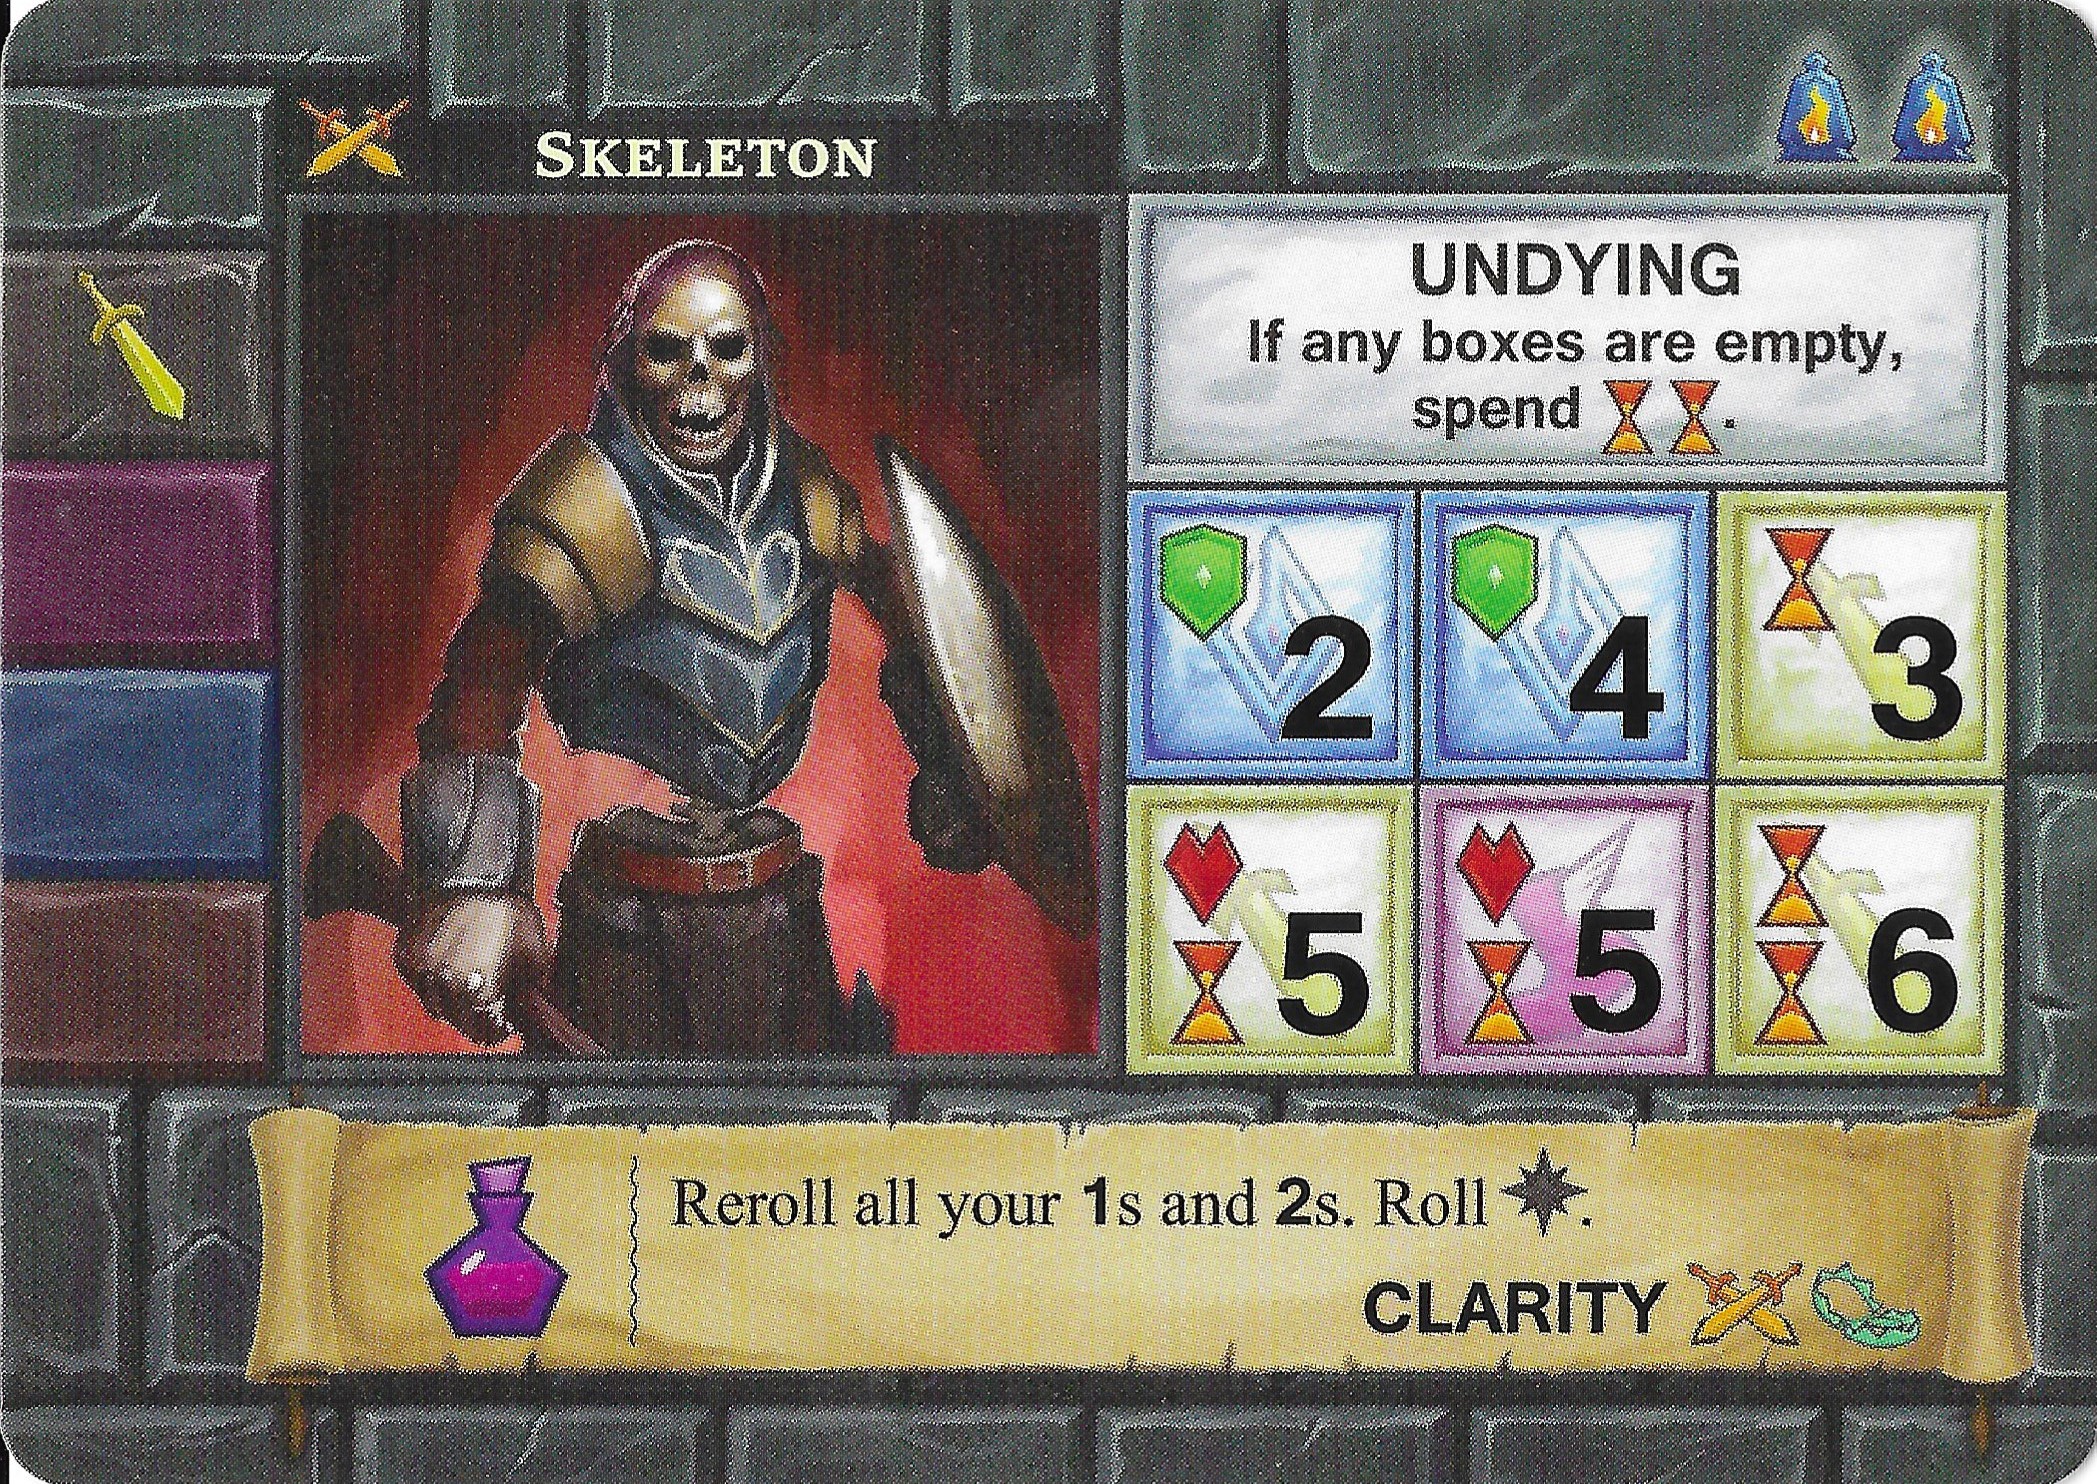 SKELETON
UNDYING
If any boxes are empty,
spend .
2 4 3
5 5 6
Reroll all your 1s and 2s. Roll .
CLARITY